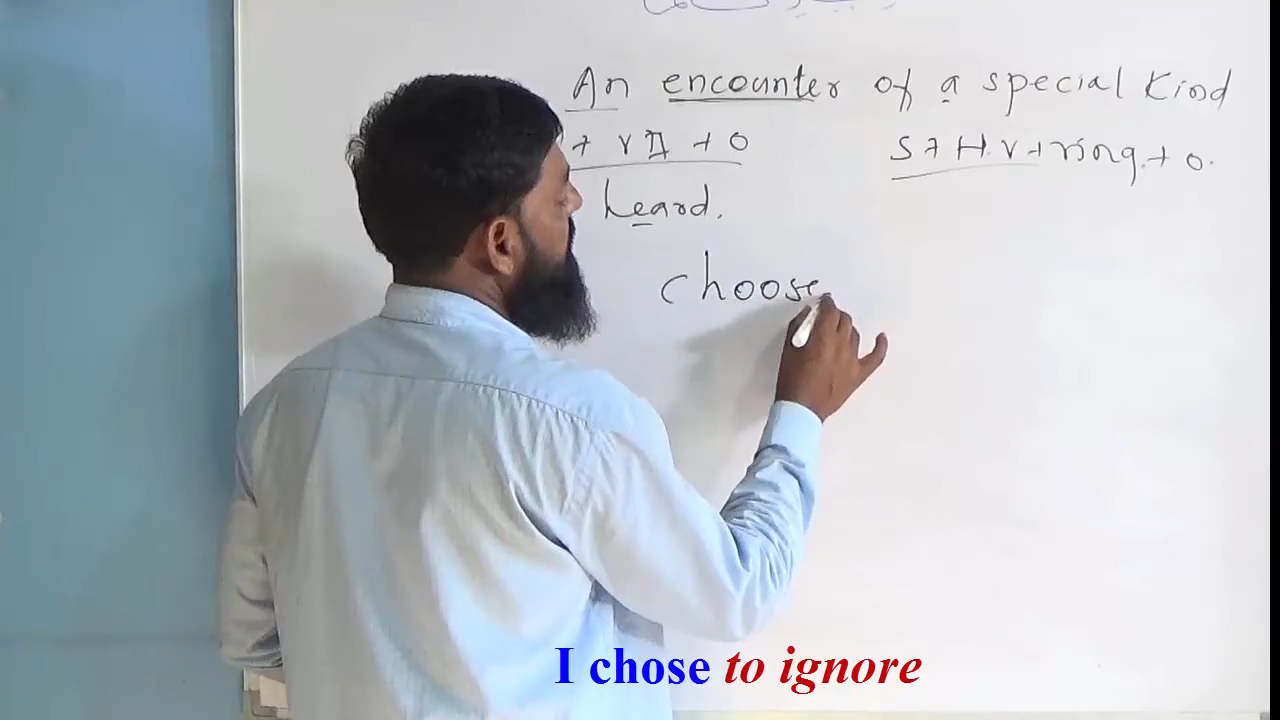 An encounter of a special Kind
+ V II + O S + H.V + ving + o.
heard.
choose
I chose to ignore